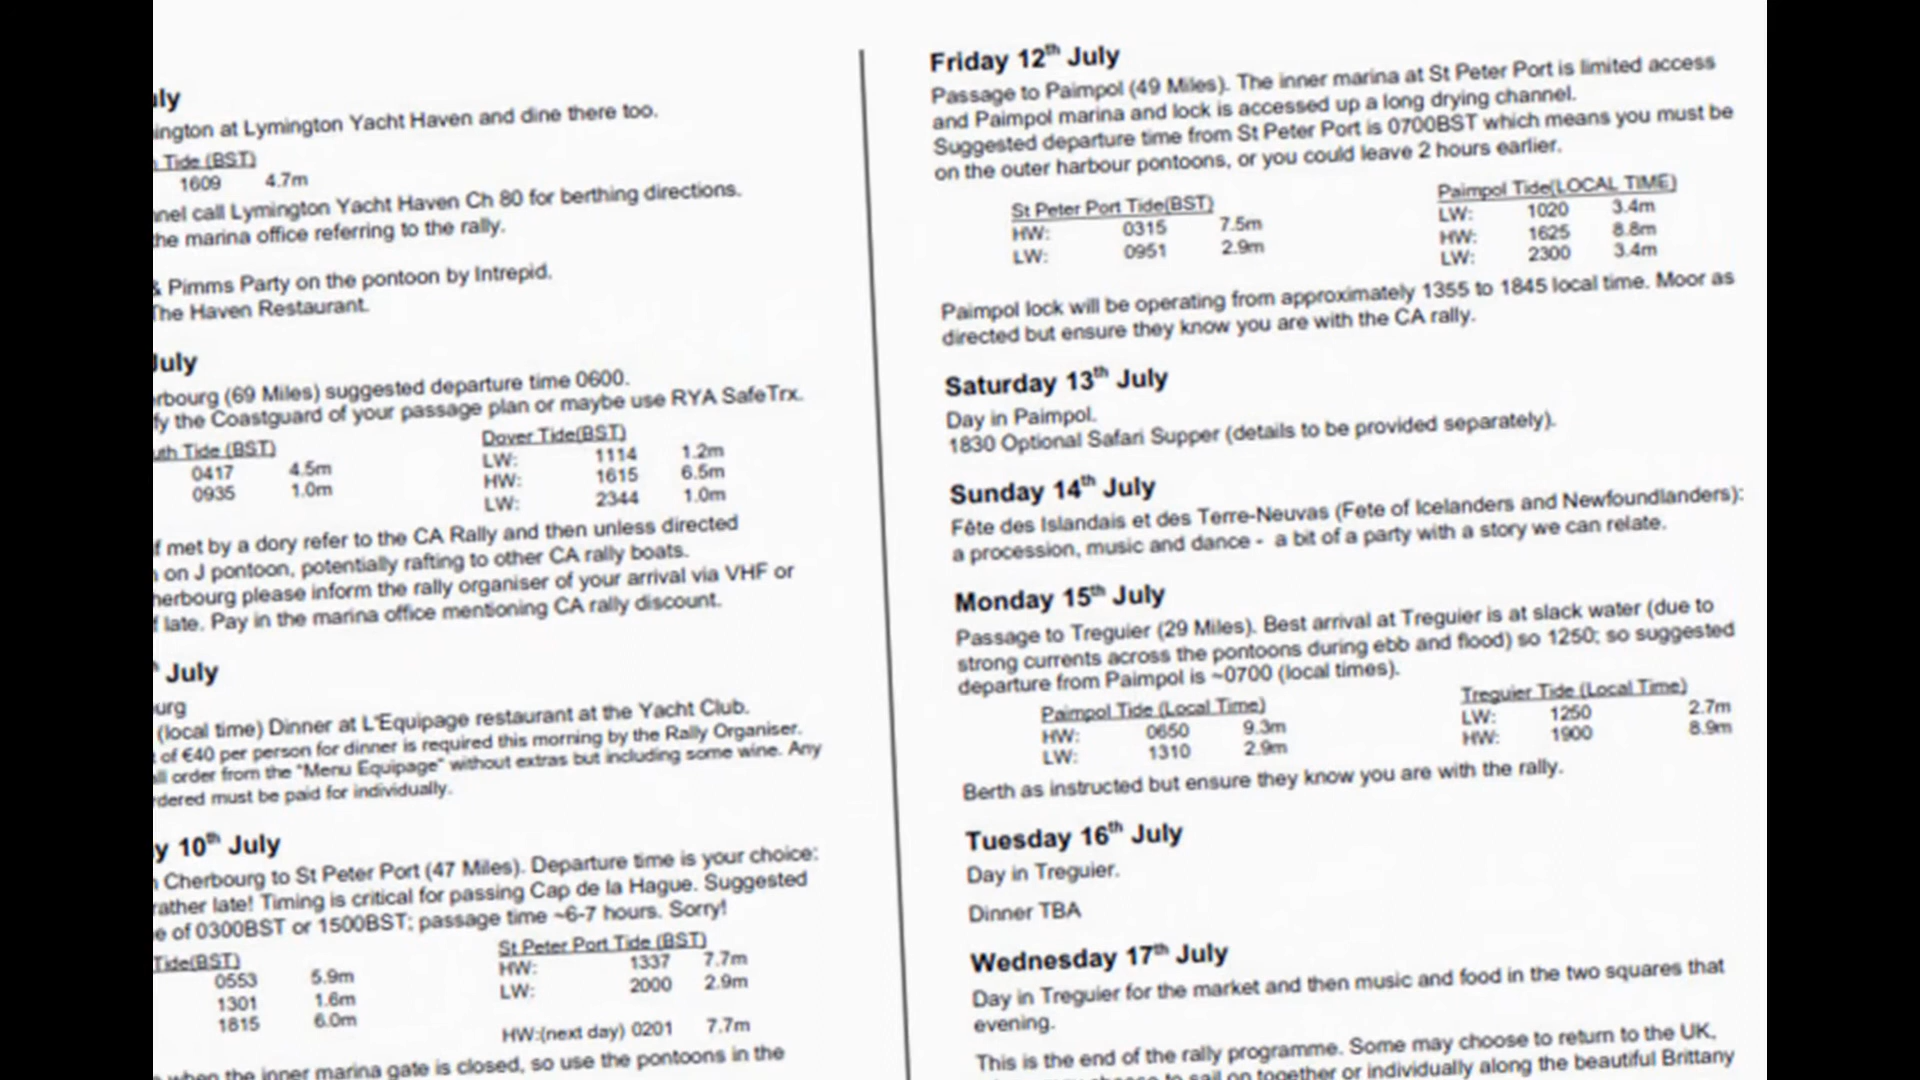 uly
ington at Lymington Yacht Haven and dine there too.
Tide (BST)
1609 4.7m
nnel call Lymington Yacht Haven Ch 80 for berthing directions.
he marina office referring to the rally.
& Pimms Party on the pontoon by Intrepid.
The Haven Restaurant.
July
rbourg (69 Miles) suggested departure time 0600.
fy the Coastguard of your passage plan or maybe use RYA SafeTrx.
uth Tide (BST)
0417 4.5m
0935 1.0m
Dover Tide(BST)
LW: 1114 1.2m
HW: 1615 6.5m
LW: 2344 1.0m
f met by a dory refer to the CA Rally and then unless directed
on J pontoon, potentially rafting to other CA rally boats.
herbourg please inform the rally organiser of your arrival via VHF or
f late. Pay in the marina office mentioning CA rally discount.
July
urg
(local time) Dinner at L'Equipage restaurant at the Yacht Club.
of €40 per person for dinner is required this morning by the Rally Organiser.
ll order from the "Menu Equipage" without extras but including some wine. Any
rdered must be paid for individually.
y 10th July
Cherbourg to St Peter Port (47 Miles). Departure time is your choice:
rather late! Timing is critical for passing Cap de la Hague. Suggested
e of 0300BST or 1500BST; passage time ~6-7 hours. Sorry!
Tide(BST)
0553 5.9m
1301 1.6m
1815 6.0m
St Peter Port Tide (BST)
HW: 1337 7.7m
LW: 2000 2.9m
HW:(next day) 0201 7.7m
when the inner marina gate is closed, so use the pontoons in the
Friday 12th July
Passage to Paimpol (49 Miles). The inner marina at St Peter Port is limited access
and Paimpol marina and lock is accessed up a long drying channel.
Suggested departure time from St Peter Port is 0700BST which means you must be
on the outer harbour pontoons, or you could leave 2 hours earlier.
St Peter Port Tide(BST)
HW: 0315 7.5m
LW: 0951 2.9m
Paimpol Tide(LOCAL TIME)
LW: 1020 3.4m
HW: 1625 8.8m
LW: 2300 3.4m
Paimpol lock will be operating from approximately 1355 to 1845 local time. Moor as
directed but ensure they know you are with the CA rally.
Saturday 13th July
Day in Paimpol.
1830 Optional Safari Supper (details to be provided separately).
Sunday 14th July
Fête des Islandais et des Terre-Neuvas (Fete of Icelanders and Newfoundlanders):
a procession, music and dance - a bit of a party with a story we can relate.
Monday 15th July
Passage to Treguier (29 Miles). Best arrival at Treguier is at slack water (due to
strong currents across the pontoons during ebb and flood) so 1250; so suggested
departure from Paimpol is ~0700 (local times).
Paimpol Tide (Local Time)
HW: 0650 9.3m
LW: 1310 2.9m
Treguier Tide (Local Time)
LW: 1250 2.7m
HW: 1900 8.9m
Berth as instructed but ensure they know you are with the rally.
Tuesday 16th July
Day in Treguier.
Dinner TBA
Wednesday 17th July
Day in Treguier for the market and then music and food in the two squares that
evening.
This is the end of the rally programme. Some may choose to return to the UK,
may choose to sail on together or individually along the beautiful Brittany